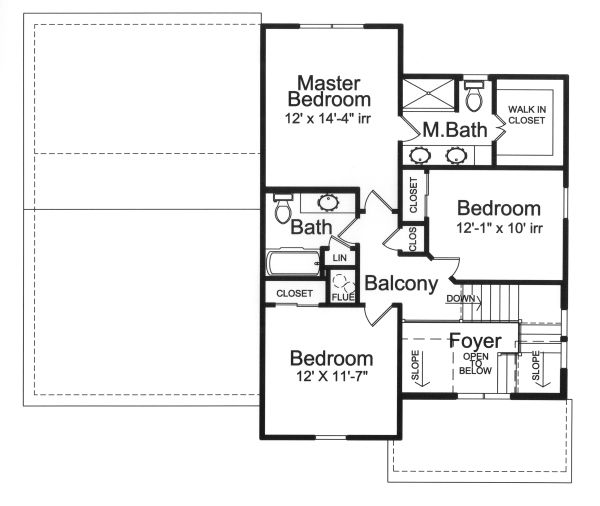 Master
Bedroom
12' x 14'-4" irr
M.Bath
WALK IN
CLOSET
CLOSET
Bedroom
12'-1" x 10' irr
Bath
CLOS
LIN
Balcony
CLOSET
FLUE
DOWN
Foyer
OPEN
TO
BELOW
SLOPE
SLOPE
Bedroom
12' X 11'-7"